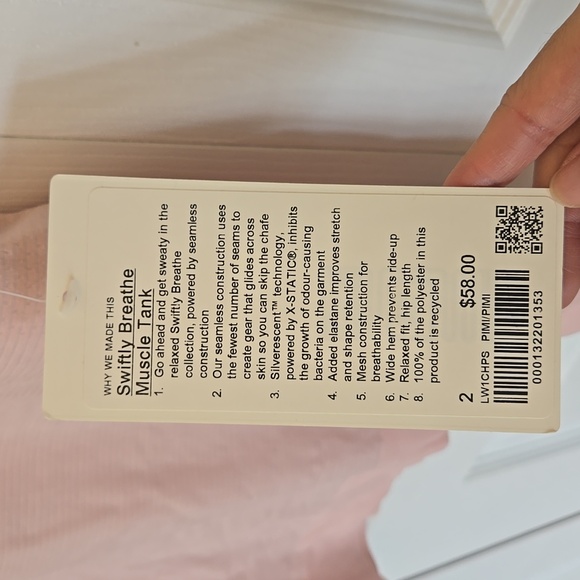 WHY WE MADE THIS
Swiftly Breathe
Muscle Tank
1. Go ahead and get sweaty in the
relaxed Swiftly Breathe
collection, powered by seamless
construction
2. Our seamless construction uses
the fewest number of seams to
create gear that glides across
skin so you can skip the chafe
3. Silverescent™ technology,
powered by X-STATIC®, inhibits
the growth of odour-causing
bacteria on the garment
4. Added elastane improves stretch
and shape retention
5. Mesh construction for
breathability
6. Wide hem prevents ride-up
7. Relaxed fit, hip length
8. 100% of the polyester in this
product is recycled
2 $58.00
LW1CHPS PIMI/PIMI
0000132201353